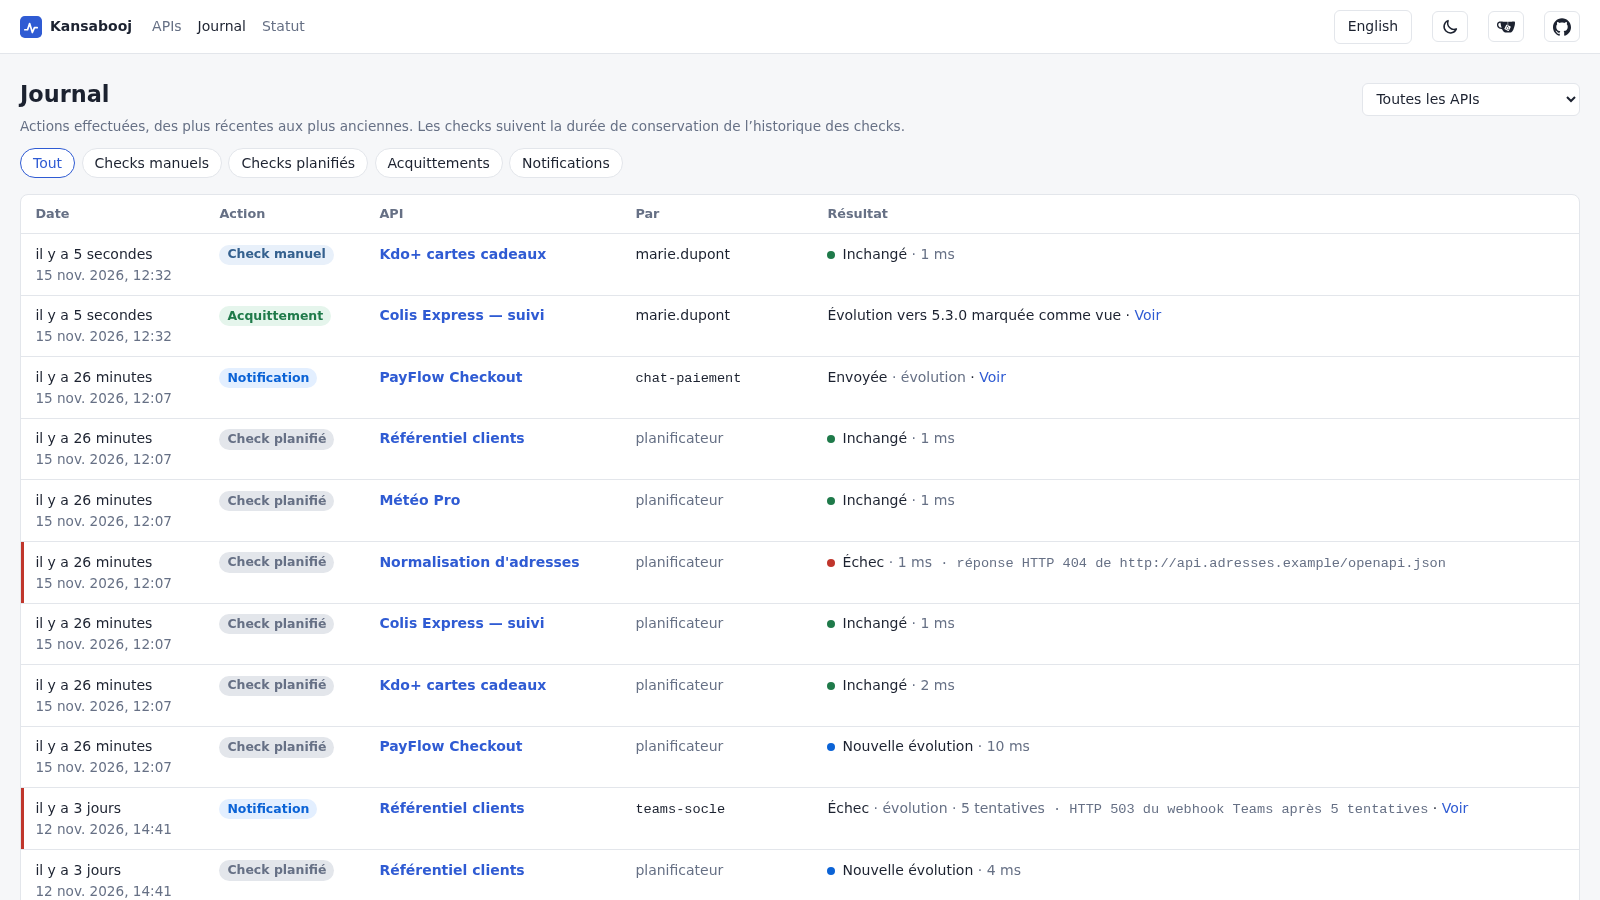 Kansabooj APIs Journal Statut English
Journal
Toutes les APIs
Actions effectuées, des plus récentes aux plus anciennes. Les checks suivent la durée de conservation de l’historique des checks.
Tout Checks manuels Checks planifiés Acquittements Notifications
Date Action API Par Résultat
il y a 5 secondes Check manuel Kdo+ cartes cadeaux marie.dupont Inchangé · 1 ms
15 nov. 2026, 12:32
il y a 5 secondes Acquittement Colis Express — suivi marie.dupont Évolution vers 5.3.0 marquée comme vue · Voir
15 nov. 2026, 12:32
il y a 26 minutes Notification PayFlow Checkout chat-paiement Envoyée · évolution · Voir
15 nov. 2026, 12:07
il y a 26 minutes Check planifié Référentiel clients planificateur Inchangé · 1 ms
15 nov. 2026, 12:07
il y a 26 minutes Check planifié Météo Pro planificateur Inchangé · 1 ms
15 nov. 2026, 12:07
il y a 26 minutes Check planifié Normalisation d'adresses planificateur Échec · 1 ms · réponse HTTP 404 de http://api.adresses.example/openapi.json
15 nov. 2026, 12:07
il y a 26 minutes Check planifié Colis Express — suivi planificateur Inchangé · 1 ms
15 nov. 2026, 12:07
il y a 26 minutes Check planifié Kdo+ cartes cadeaux planificateur Inchangé · 2 ms
15 nov. 2026, 12:07
il y a 26 minutes Check planifié PayFlow Checkout planificateur Nouvelle évolution · 10 ms
15 nov. 2026, 12:07
il y a 3 jours Notification Référentiel clients teams-socle Échec · évolution · 5 tentatives · HTTP 503 du webhook Teams après 5 tentatives · Voir
12 nov. 2026, 14:41
il y a 3 jours Check planifié Référentiel clients planificateur Nouvelle évolution · 4 ms
12 nov. 2026, 14:41